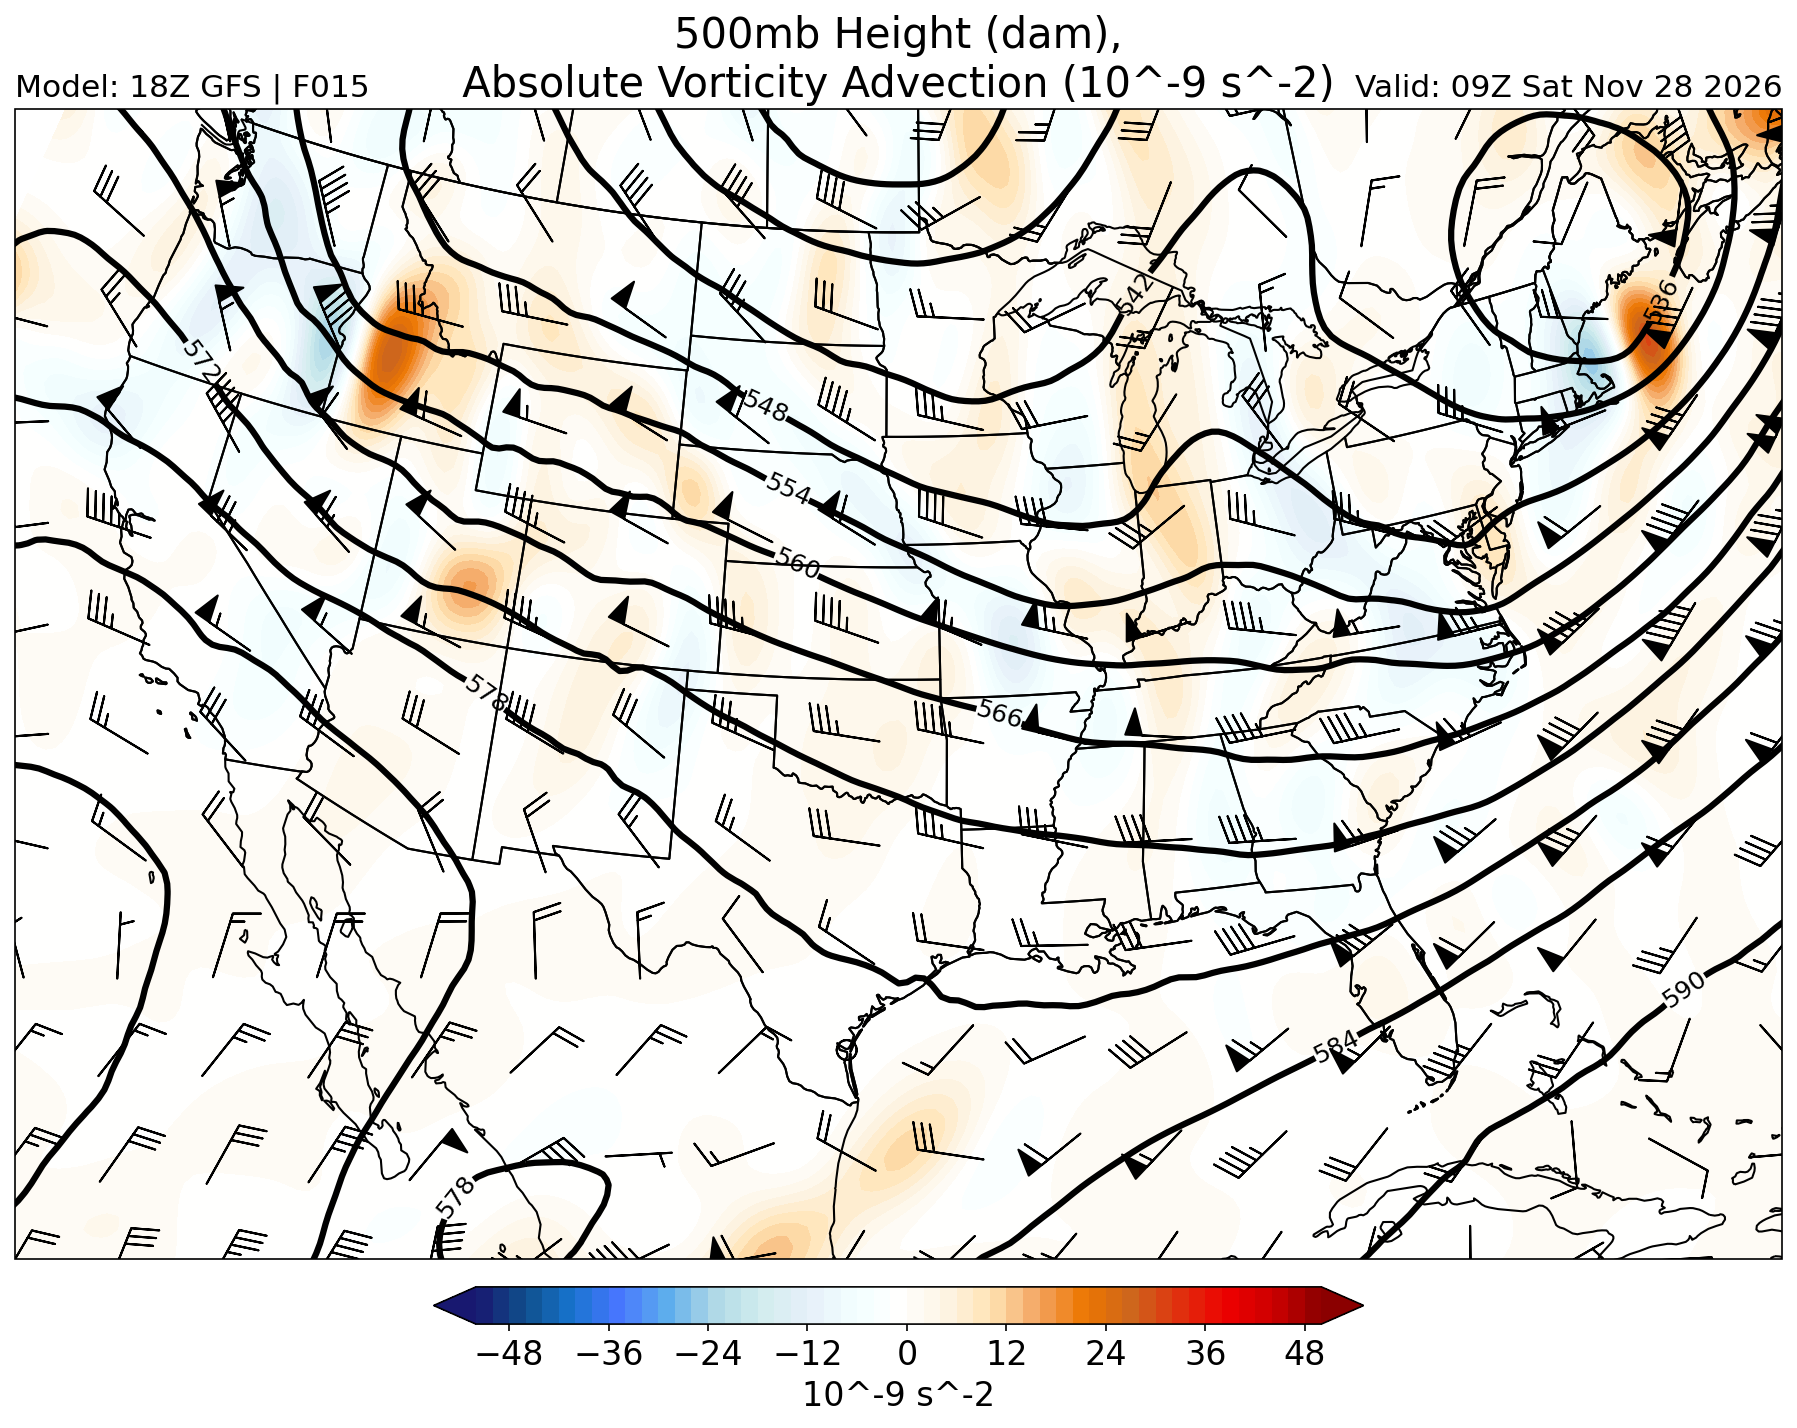 500mb Height (dam),
Model: 18Z GFS | F015
Absolute Vorticity Advection (10^-9 s^-2)
Valid: 09Z Sat Nov 28 2026
536
542
572
548
554
560
578
566
590
584
578
−48 −36 −24 −12 0 12 24 36 48
10^-9 s^-2